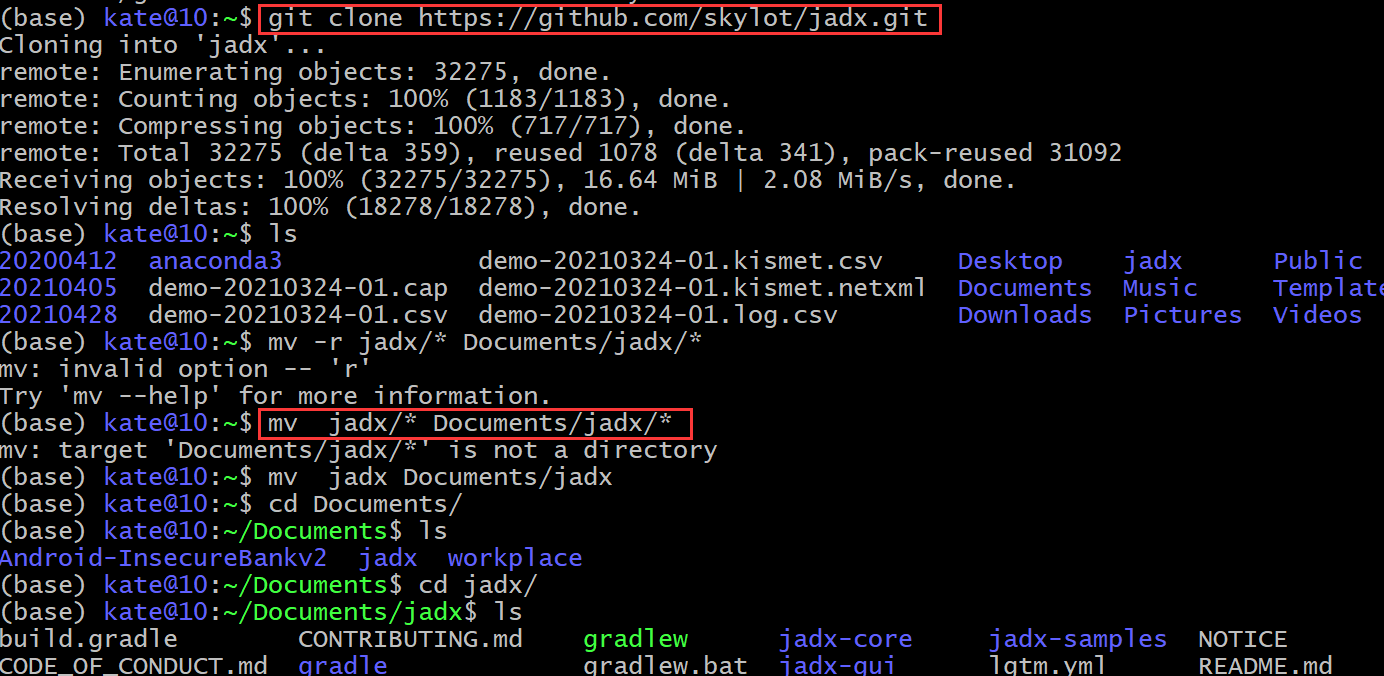 (base) kate@10:~$ git clone https://github.com/skylot/jadx.git
Cloning into 'jadx'...
remote: Enumerating objects: 32275, done.
remote: Counting objects: 100% (1183/1183), done.
remote: Compressing objects: 100% (717/717), done.
remote: Total 32275 (delta 359), reused 1078 (delta 341), pack-reused 31092
Receiving objects: 100% (32275/32275), 16.64 MiB | 2.08 MiB/s, done.
Resolving deltas: 100% (18278/18278), done.
(base) kate@10:~$ ls
20200412  anaconda3             demo-20210324-01.kismet.csv     Desktop    jadx      Public
20210405  demo-20210324-01.cap  demo-20210324-01.kismet.netxml  Documents  Music     Template
20210428  demo-20210324-01.csv  demo-20210324-01.log.csv        Downloads  Pictures  Videos
(base) kate@10:~$ mv -r jadx/* Documents/jadx/*
mv: invalid option -- 'r'
Try 'mv --help' for more information.
(base) kate@10:~$ mv  jadx/* Documents/jadx/*
mv: target 'Documents/jadx/*' is not a directory
(base) kate@10:~$ mv  jadx Documents/jadx
(base) kate@10:~$ cd Documents/
(base) kate@10:~/Documents$ ls
Android-InsecureBankv2  jadx  workplace
(base) kate@10:~/Documents$ cd jadx/
(base) kate@10:~/Documents/jadx$ ls
build.gradle        CONTRIBUTING.md    gradlew      jadx-core  jadx-samples  NOTICE
CODE_OF_CONDUCT.md  gradle             gradlew.bat  jadx-gui   lgtm.yml      README.md